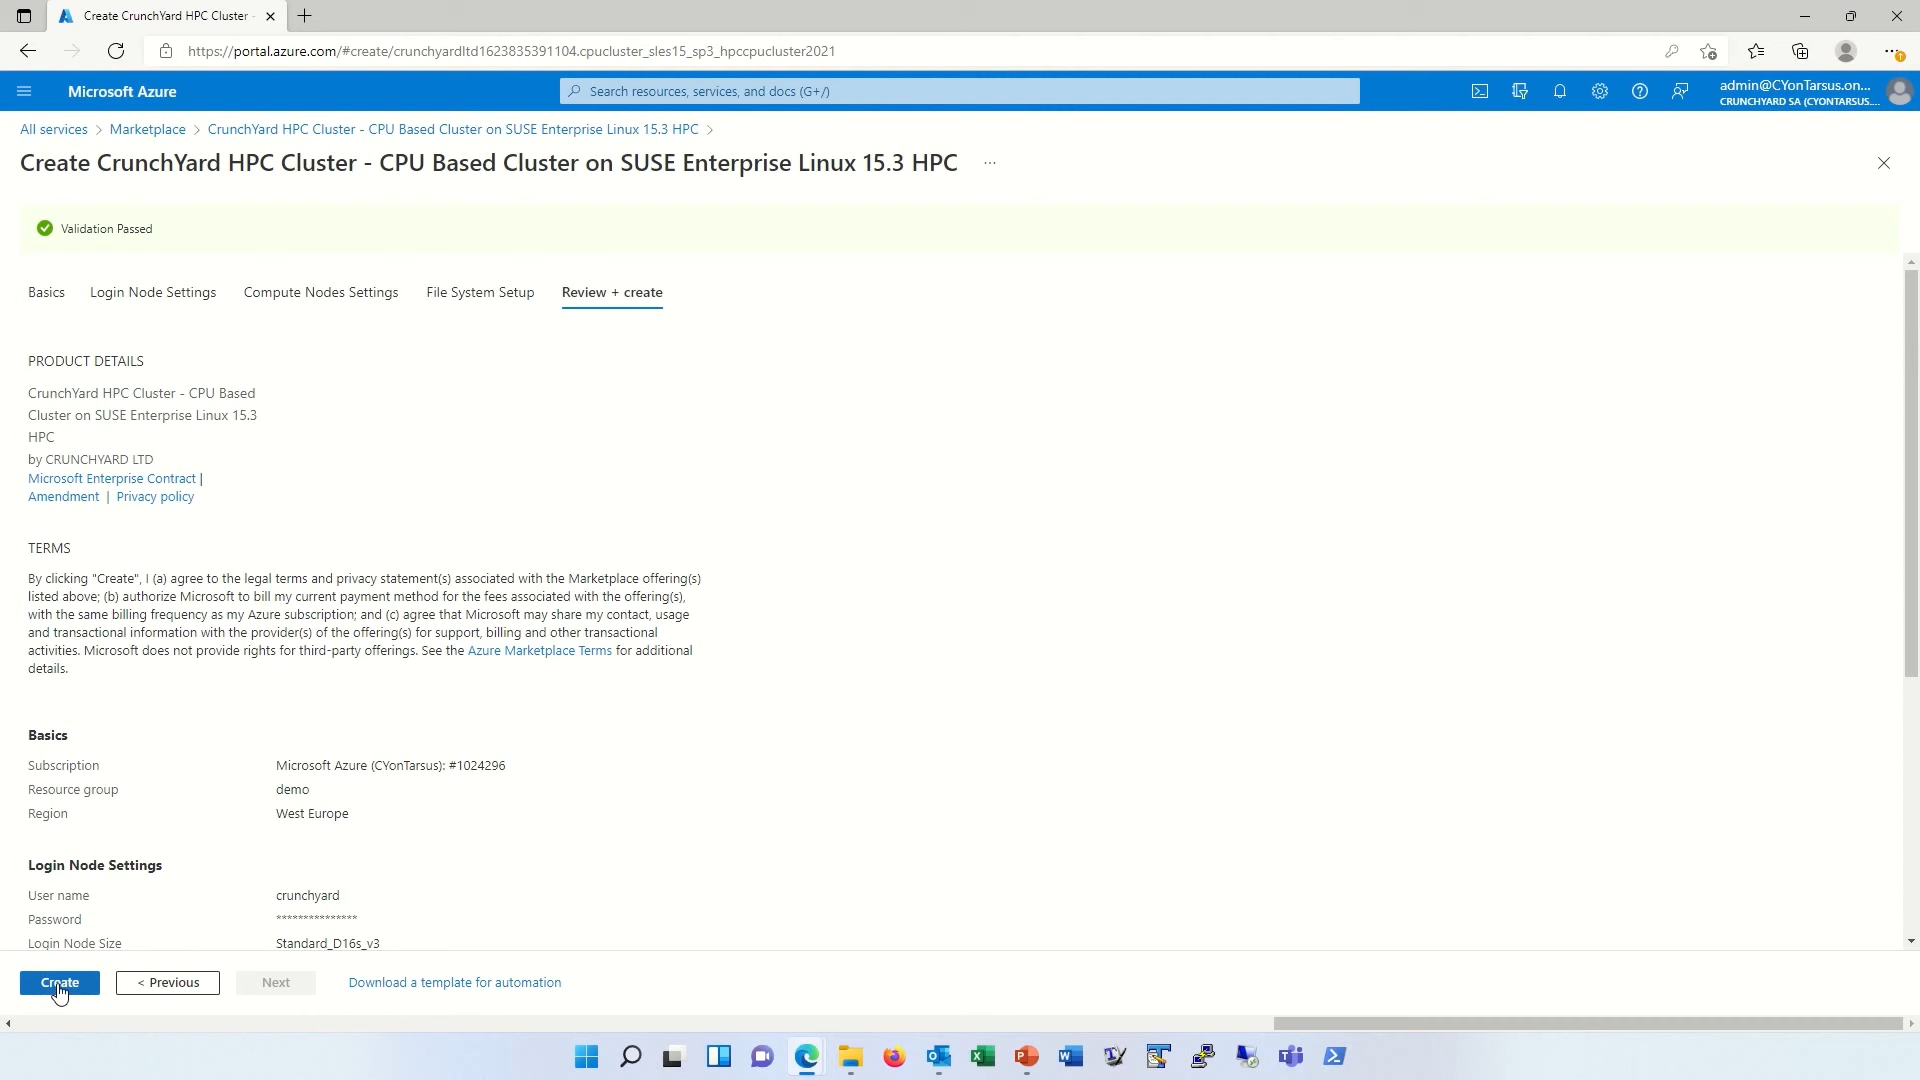 Create CrunchYard HPC Cluster -
https://portal.azure.com/#create/crunchyardltd1623835391104.cpucluster_sles15_sp3_hpccpucluster2021
Microsoft Azure
Search resources, services, and docs (G+/)
admin@CYonTarsus.on...
CRUNCHYARD SA (CYONTARSUS....
All services > Marketplace > CrunchYard HPC Cluster - CPU Based Cluster on SUSE Enterprise Linux 15.3 HPC >
Create CrunchYard HPC Cluster - CPU Based Cluster on SUSE Enterprise Linux 15.3 HPC ...
Validation Passed
Basics Login Node Settings Compute Nodes Settings File System Setup Review + create
PRODUCT DETAILS
CrunchYard HPC Cluster - CPU Based
Cluster on SUSE Enterprise Linux 15.3
HPC
by CRUNCHYARD LTD
Microsoft Enterprise Contract |
Amendment | Privacy policy
TERMS
By clicking "Create", I (a) agree to the legal terms and privacy statement(s) associated with the Marketplace offering(s)
listed above; (b) authorize Microsoft to bill my current payment method for the fees associated with the offering(s),
with the same billing frequency as my Azure subscription; and (c) agree that Microsoft may share my contact, usage
and transactional information with the provider(s) of the offering(s) for support, billing and other transactional
activities. Microsoft does not provide rights for third-party offerings. See the Azure Marketplace Terms for additional
details.
Basics
Subscription Microsoft Azure (CYonTarsus): #1024296
Resource group demo
Region West Europe
Login Node Settings
User name crunchyard
Password ***************
Login Node Size Standard_D16s_v3
Create < Previous Next Download a template for automation